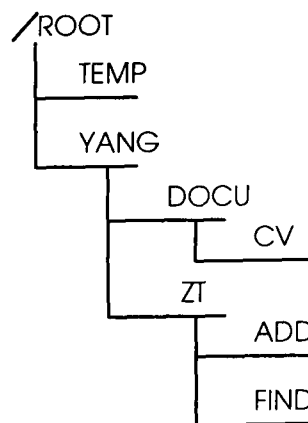 /ROOT
TEMP
YANG
DOCU
CV
ZT
ADD
FIND